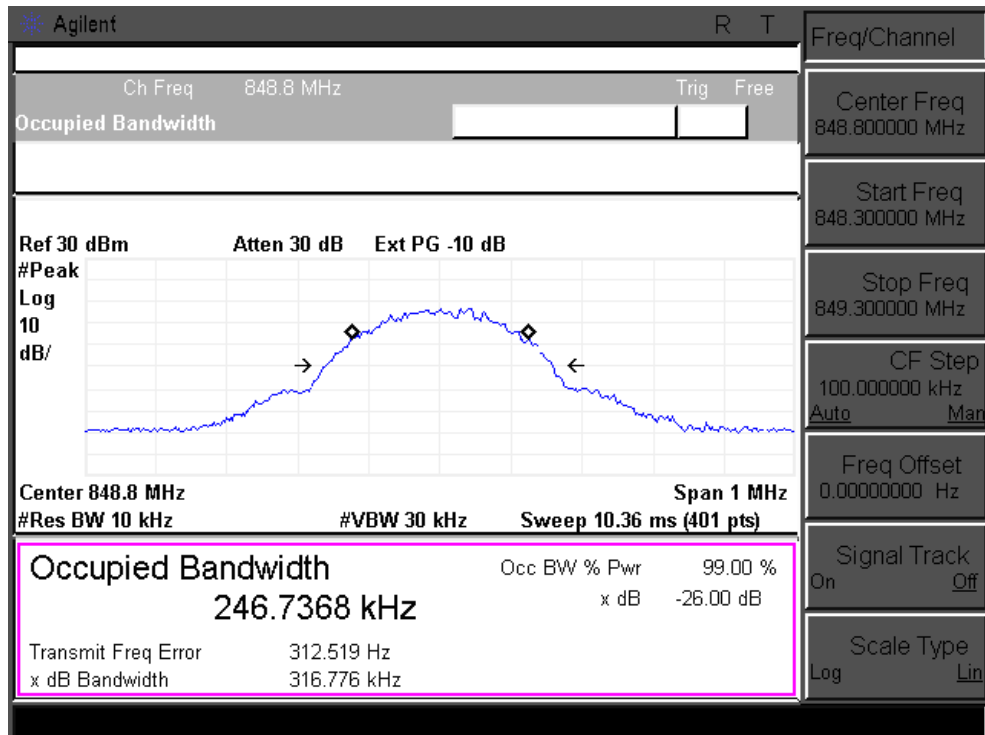 Agilent R T
Ch Freq 848.8 MHz Trig Free
Occupied Bandwidth
Ref 30 dBm Atten 30 dB Ext PG -10 dB
#Peak
Log
10
dB/
Center 848.8 MHz Span 1 MHz
#Res BW 10 kHz #VBW 30 kHz Sweep 10.36 ms (401 pts)
Occupied Bandwidth Occ BW % Pwr 99.00 %
246.7368 kHz x dB -26.00 dB
Transmit Freq Error 312.519 Hz
x dB Bandwidth 316.776 kHz
Freq/Channel
Center Freq
848.800000 MHz
Start Freq
848.300000 MHz
Stop Freq
849.300000 MHz
CF Step
100.000000 kHz
Auto Man
Freq Offset
0.00000000 Hz
Signal Track
On Off
Scale Type
Log Lin